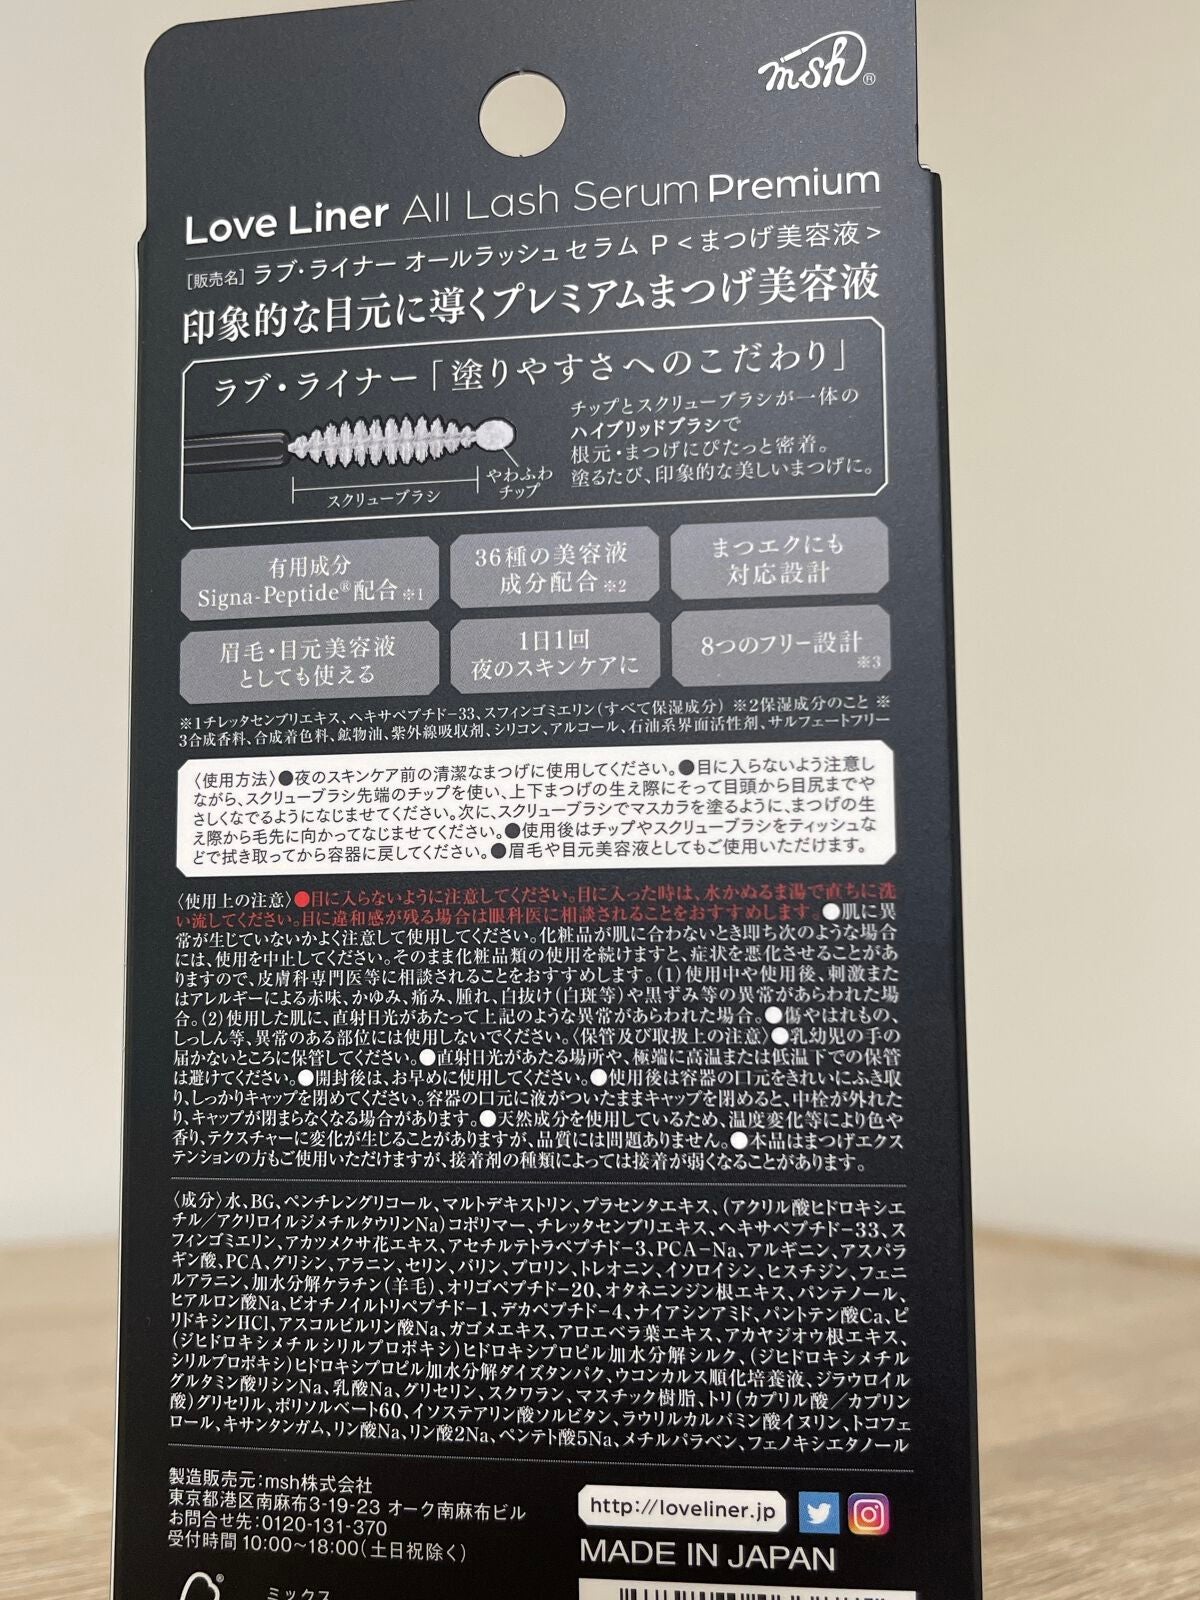 msh®
Love Liner All Lash Serum Premium
[販売名] ラブ・ライナー オールラッシュセラム P <まつげ美容液>
印象的な目元に導くプレミアムまつげ美容液
ラブ・ライナー「塗りやすさへのこだわり」
チップとスクリューブラシが一体の
ハイブリッドブラシで
根元・まつげにぴたっと密着。
塗るたび、印象的な美しいまつげに。
スクリューブラシ
やわふわ
チップ
有用成分
Signa-Peptide®配合※1
36種の美容液
成分配合※2
まつエクにも
対応設計
眉毛・目元美容液
としても使える
1日1回
夜のスキンケアに
8つのフリー設計
※3
※1チレッタセンブリエキス、ヘキサペプチド-33、スフィンゴミエリン(すべて保湿成分) ※2保湿成分のこと ※
3合成香料、合成着色料、鉱物油、紫外線吸収剤、シリコン、アルコール、石油系界面活性剤、サルフェートフリー
〈使用方法〉●夜のスキンケア前の清潔なまつげに使用してください。●目に入らないよう注意し
ながら、スクリューブラシ先端のチップを使い、上下まつげの生え際にそって目頭から目尻までや
さしくなでるようになじませてください。次に、スクリューブラシでマスカラを塗るように、まつげの生
え際から毛先に向かってなじませてください。●使用後はチップやスクリューブラシをティッシュな
どで拭き取ってから容器に戻してください。●眉毛や目元美容液としてもご使用いただけます。
〈使用上の注意〉●目に入らないように注意してください。目に入った時は、水かぬるま湯で直ちに洗
い流してください。目に違和感が残る場合は眼科医に相談されることをおすすめします。●肌に異
常が生じていないかよく注意して使用してください。化粧品が肌に合わないとき即ち次のような場合
には、使用を中止してください。そのまま化粧品類の使用を続けますと、症状を悪化させることがあ
りますので、皮膚科専門医等に相談されることをおすすめします。(1)使用中や使用後、刺激また
はアレルギーによる赤味、かゆみ、痛み、腫れ、白抜け(白斑等)や黒ずみ等の異常があらわれた場
合。(2)使用した肌に、直射日光があたって上記のような異常があらわれた場合。●傷やはれもの、
しっしん等、異常のある部位には使用しないでください。〈保管及び取扱上の注意〉●乳幼児の手の
届かないところに保管してください。●直射日光があたる場所や、極端に高温または低温下での保管
は避けてください。●開封後は、お早めに使用してください。●使用後は容器の口元をきれいにふき取
り、しっかりキャップを閉めてください。容器の口元に液がついたままキャップを閉めると、中栓が外れた
り、キャップが閉まらなくなる場合があります。●天然成分を使用しているため、温度変化等により色や
香り、テクスチャーに変化が生じることがありますが、品質には問題ありません。●本品はまつげエクス
テンションの方もご使用いただけますが、接着剤の種類によっては接着が弱くなることがあります。
〈成分〉水、BG、ペンチレングリコール、マルトデキストリン、プラセンタエキス、(アクリル酸ヒドロキシエ
チル/アクリロイルジメチルタウリンNa)コポリマー、チレッタセンブリエキス、ヘキサペプチド-33、ス
フィンゴミエリン、アカツメクサ花エキス、アセチルテトラペプチド-3、PCA-Na、アルギニン、アスパラ
ギン酸、PCA、グリシン、アラニン、セリン、バリン、プロリン、トレオニン、イソロイシン、ヒスチジン、フェニ
ルアラニン、加水分解ケラチン(羊毛)、オリゴペプチド-20、オタネニンジン根エキス、パンテノール、
ヒアルロン酸Na、ビオチノイルトリペプチド-1、デカペプチド-4、ナイアシンアミド、パントテン酸Ca、ピ
リドキシンHCl、アスコルビルリン酸Na、ガゴメエキス、アロエベラ葉エキス、アカヤジオウ根エキス、
(ジヒドロキシメチルシリルプロポキシ)ヒドロキシプロピル加水分解シルク、(ジヒドロキシメチル
シリルプロポキシ)ヒドロキシプロピル加水分解ダイズタンパク、ウコンカルス順化培養液、ジラウロイル
グルタミン酸リシンNa、乳酸Na、グリセリン、スクワラン、マスチック樹脂、トリ(カプリル酸/カプリン
酸)グリセリル、ポリソルベート60、イソステアリン酸ソルビタン、ラウリルカルバミン酸イヌリン、トコフェ
ロール、キサンタンガム、リン酸Na、リン酸2Na、ペンテト酸5Na、メチルパラベン、フェノキシエタノール
製造販売元:msh株式会社
東京都港区南麻布3-19-23 オーク南麻布ビル
お問合せ先:0120-131-370
受付時間 10:00~18:00(土日祝除く)
http://loveliner.jp
MADE IN JAPAN
ミックス